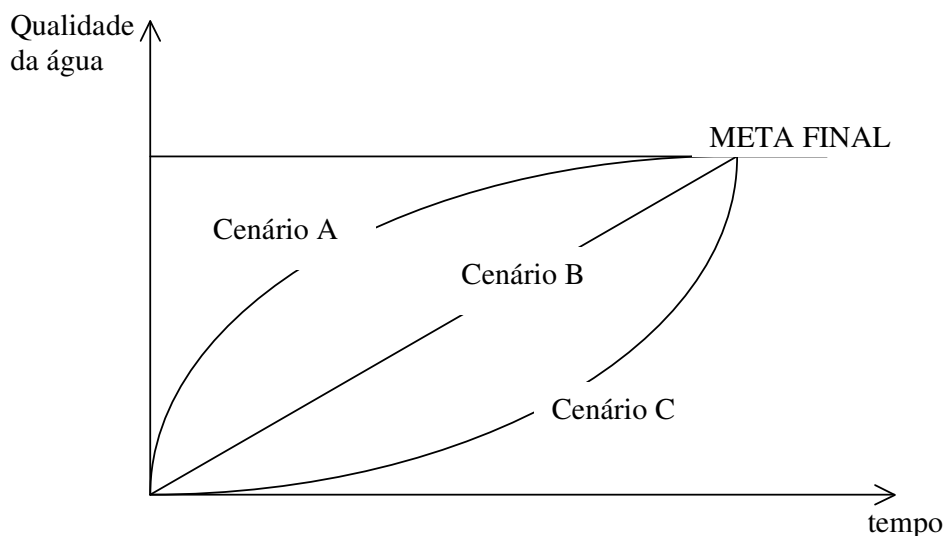 Qualidade
da água
META FINAL
Cenário A
Cenário B
Cenário C
tempo